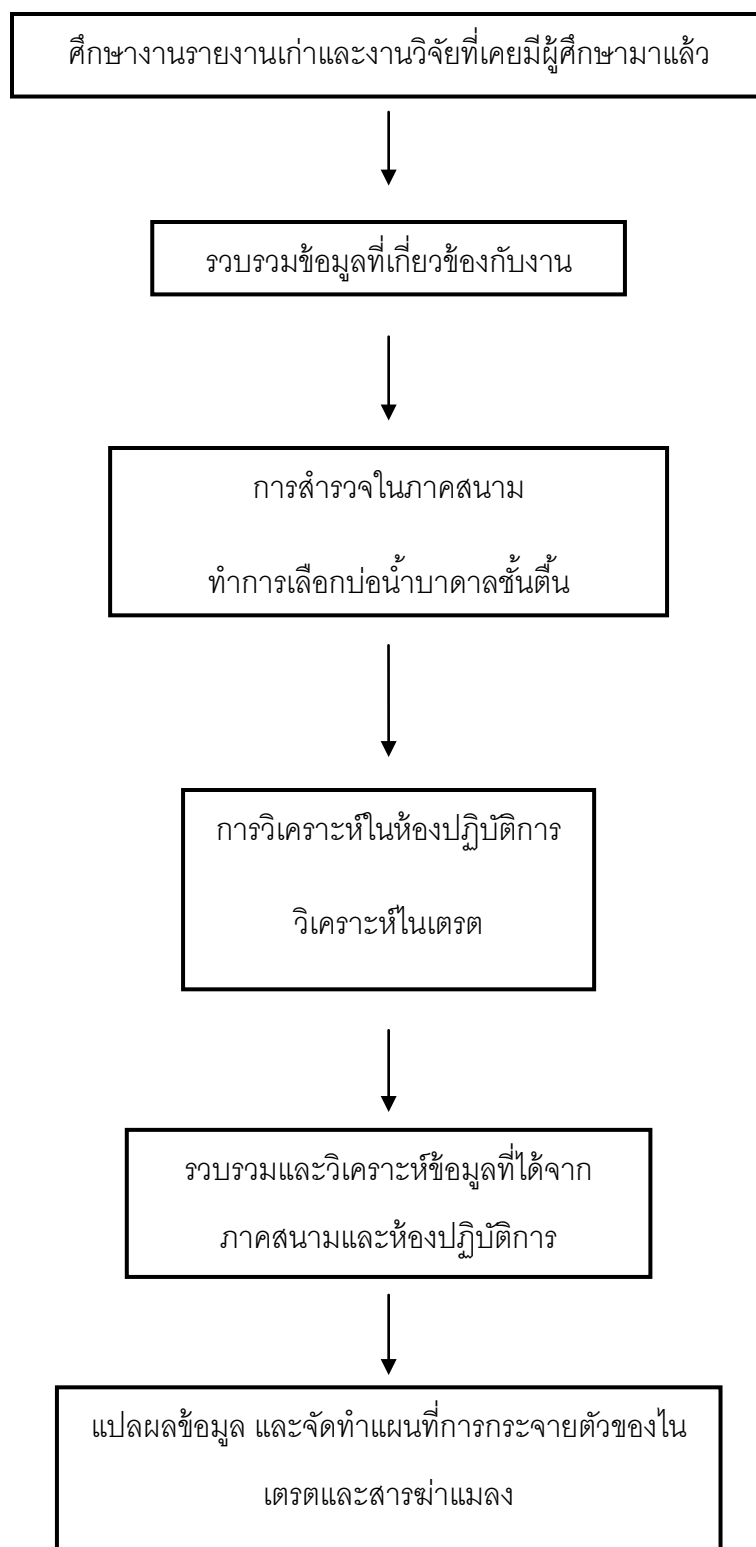 ศึกษางานรายงานเก่าและงานวิจัยที่เคยมีผู้ศึกษามาแล้ว
รวบรวมข้อมูลที่เกี่ยวข้องกับงาน
การสำรวจในภาคสนาม
ทำการเลือกบ่อน้ำบาดาลชั้นตื้น
การวิเคราะห์ในห้องปฏิบัติการ
วิเคราะห์ไนเตรต
รวบรวมและวิเคราะห์ข้อมูลที่ได้จาก
ภาคสนามและห้องปฏิบัติการ
แปลผลข้อมูล และจัดทำแผนที่การกระจายตัวของไน
เตรตและสารฆ่าแมลง